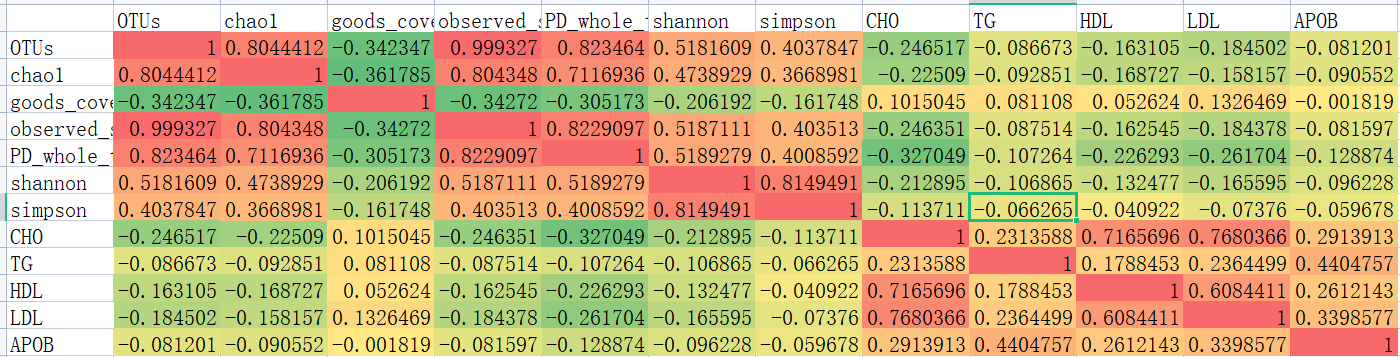 OTUs chao1 goods_cove observed_s PD_whole_ shannon simpson CHO TG HDL LDL APOB
OTUs 1 0.8044412 -0.342347 0.999327 0.823464 0.5181609 0.4037847 -0.246517 -0.086673 -0.163105 -0.184502 -0.081201
chao1 0.8044412 1 -0.361785 0.804348 0.7116936 0.4738929 0.3668981 -0.22509 -0.092851 -0.168727 -0.158157 -0.090552
goods_cove -0.342347 -0.361785 1 -0.34272 -0.305173 -0.206192 -0.161748 0.1015045 0.081108 0.052624 0.1326469 -0.001819
observed_s 0.999327 0.804348 -0.34272 1 0.8229097 0.5187111 0.403513 -0.246351 -0.087514 -0.162545 -0.184378 -0.081597
PD_whole_ 0.823464 0.7116936 -0.305173 0.8229097 1 0.5189279 0.4008592 -0.327049 -0.107264 -0.226293 -0.261704 -0.128874
shannon 0.5181609 0.4738929 -0.206192 0.5187111 0.5189279 1 0.8149491 -0.212895 -0.106865 -0.132477 -0.165595 -0.096228
simpson 0.4037847 0.3668981 -0.161748 0.403513 0.4008592 0.8149491 1 -0.113711 -0.066265 -0.040922 -0.07376 -0.059678
CHO -0.246517 -0.22509 0.1015045 -0.246351 -0.327049 -0.212895 -0.113711 1 0.2313588 0.7165696 0.7680366 0.2913913
TG -0.086673 -0.092851 0.081108 -0.087514 -0.107264 -0.106865 -0.066265 0.2313588 1 0.1788453 0.2364499 0.4404757
HDL -0.163105 -0.168727 0.052624 -0.162545 -0.226293 -0.132477 -0.040922 0.7165696 0.1788453 1 0.6084411 0.2612143
LDL -0.184502 -0.158157 0.1326469 -0.184378 -0.261704 -0.165595 -0.07376 0.7680366 0.2364499 0.6084411 1 0.3398577
APOB -0.081201 -0.090552 -0.001819 -0.081597 -0.128874 -0.096228 -0.059678 0.2913913 0.4404757 0.2612143 0.3398577 1